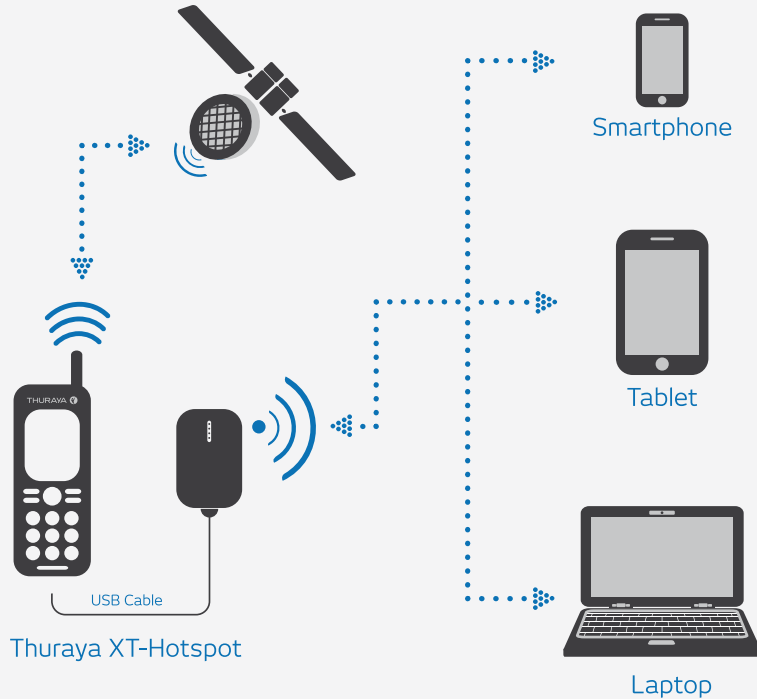 Smartphone
Tablet
THURAYA
USB Cable
Thuraya XT-Hotspot
Laptop